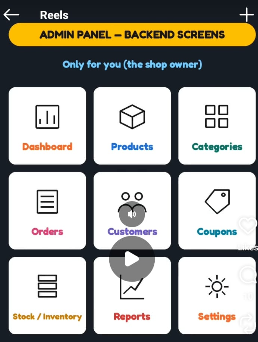 Reels
ADMIN PANEL – BACKEND SCREENS
Only for you (the shop owner)
Dashboard
Products
Categories
Orders
Customers
Coupons
Stock / Inventory
Reports
Settings